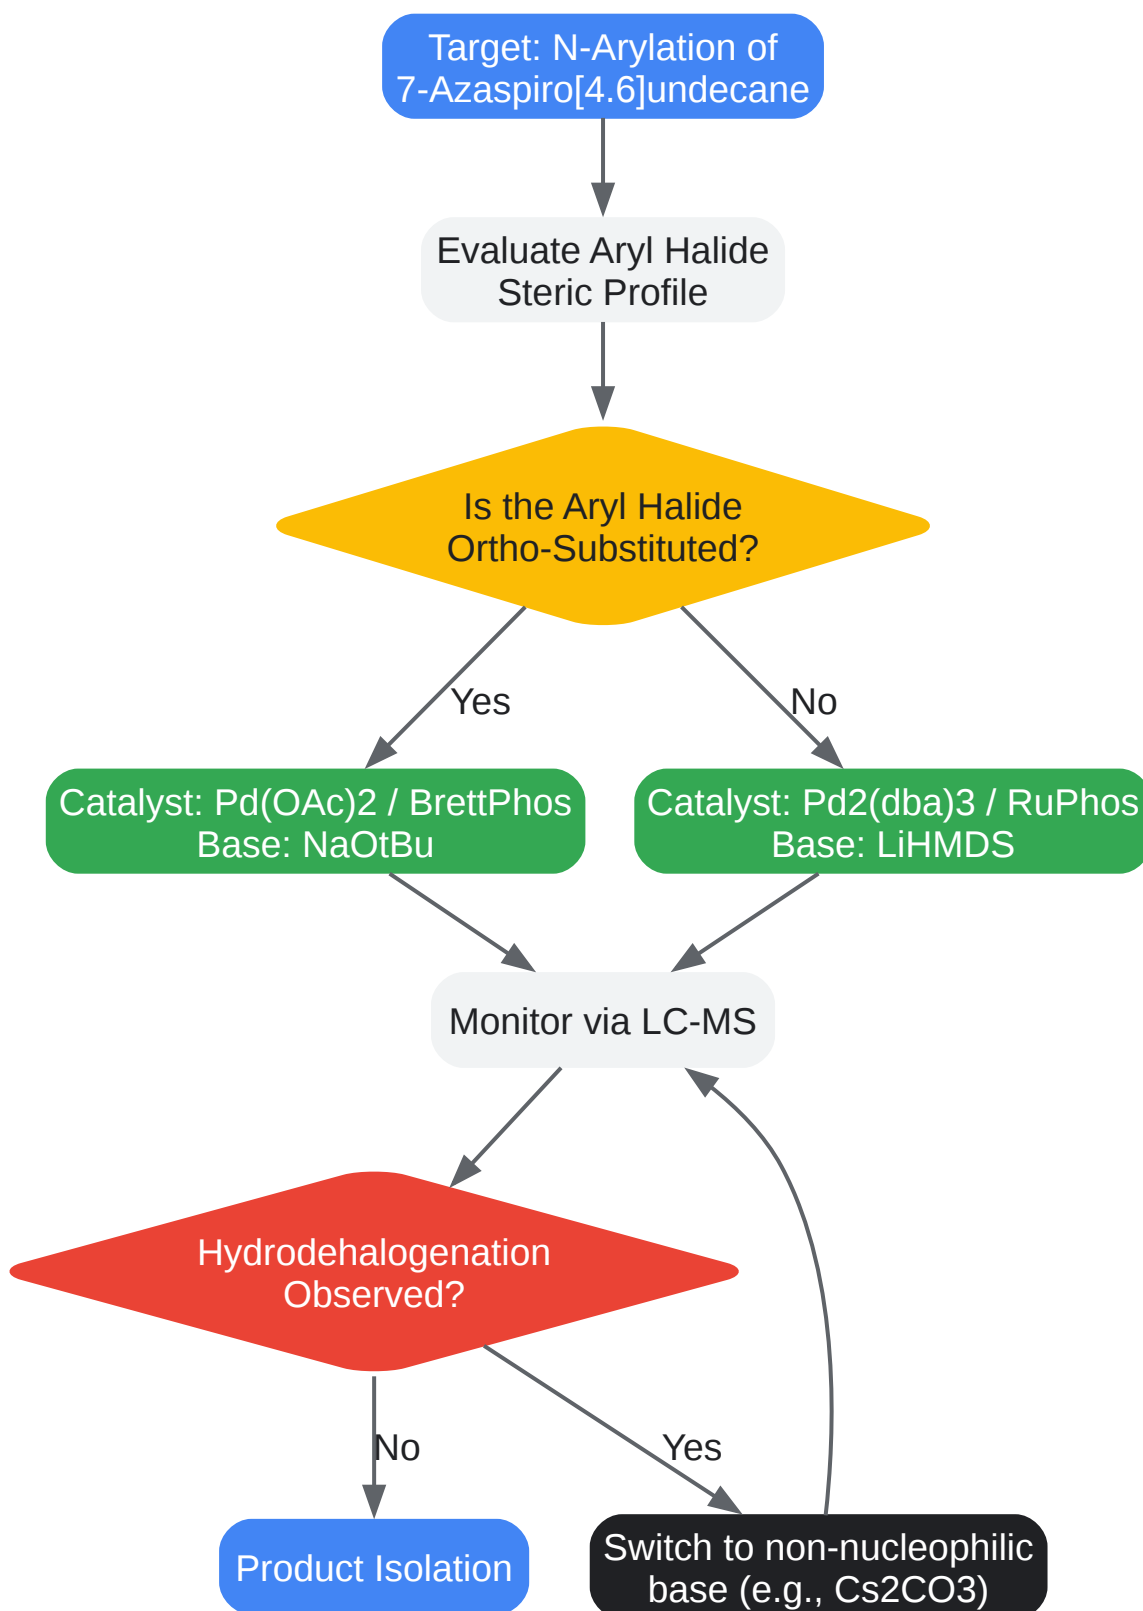 Target: N-Arylation of
7-Azaspiro[4.6]undecane
Evaluate Aryl Halide
Steric Profile
Is the Aryl Halide
Ortho-Substituted?
Yes
No
Catalyst: Pd(OAc)2 / BrettPhos
Base: NaOtBu
Catalyst: Pd2(dba)3 / RuPhos
Base: LiHMDS
Monitor via LC-MS
Hydrodehalogenation
Observed?
No
Yes
Product Isolation
Switch to non-nucleophilic
base (e.g., Cs2CO3)